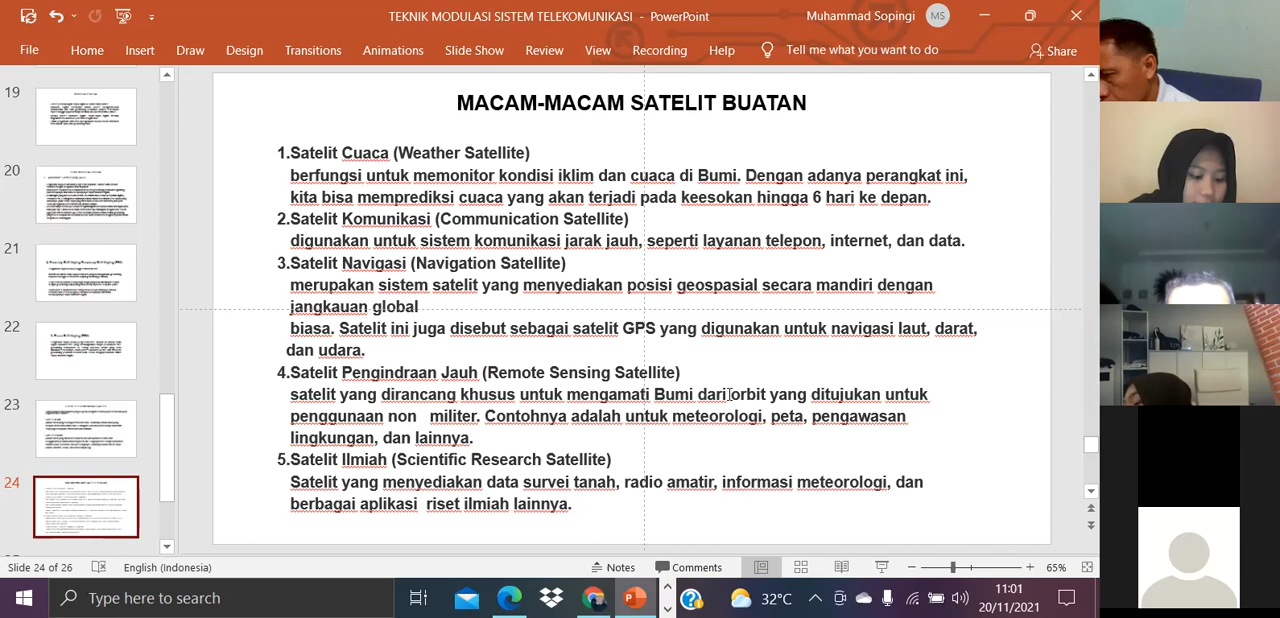 TEKNIK MODULASI SISTEM TELEKOMUNIKASI - PowerPoint
Muhammad Sopingi
MS
File Home Insert Draw Design Transitions Animations Slide Show Review View Recording Help Tell me what you want to do Share
19
20
21
22
23
24
MACAM-MACAM SATELIT BUATAN
1.Satelit Cuaca (Weather Satellite)
berfungsi untuk memonitor kondisi iklim dan cuaca di Bumi. Dengan adanya perangkat ini,
kita bisa memprediksi cuaca yang akan terjadi pada keesokan hingga 6 hari ke depan.
2.Satelit Komunikasi (Communication Satellite)
digunakan untuk sistem komunikasi jarak jauh, seperti layanan telepon, internet, dan data.
3.Satelit Navigasi (Navigation Satellite)
merupakan sistem satelit yang menyediakan posisi geospasial secara mandiri dengan
jangkauan global
biasa. Satelit ini juga disebut sebagai satelit GPS yang digunakan untuk navigasi laut, darat,
dan udara.
4.Satelit Pengindraan Jauh (Remote Sensing Satellite)
satelit yang dirancang khusus untuk mengamati Bumi dari orbit yang ditujukan untuk
penggunaan non militer. Contohnya adalah untuk meteorologi, peta, pengawasan
lingkungan, dan lainnya.
5.Satelit Ilmiah (Scientific Research Satellite)
Satelit yang menyediakan data survei tanah, radio amatir, informasi meteorologi, dan
berbagai aplikasi riset ilmiah lainnya.
Slide 24 of 26 English (Indonesia) Notes Comments 65%
Type here to search
32°C
11:01
20/11/2021